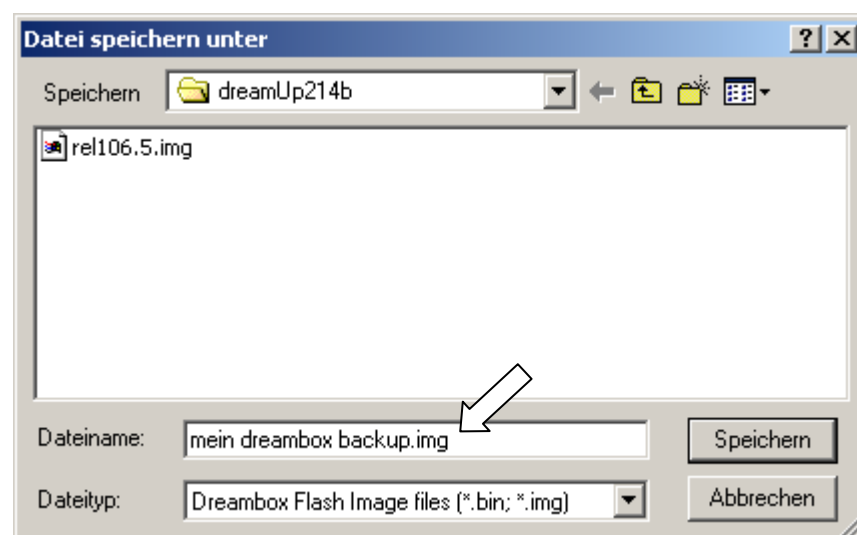 Datei speichern unter
Speichern dreamUp214b
rel106.5.img
Dateiname: mein dreambox backup.img Speichern
Dateityp: Dreambox Flash Image files (*.bin; *.img) Abbrechen